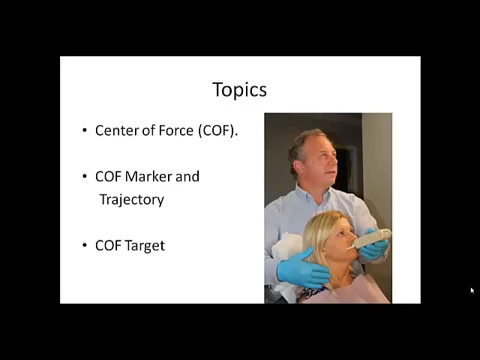 Topics
• Center of Force (COF).
• COF Marker and
Trajectory
• COF Target